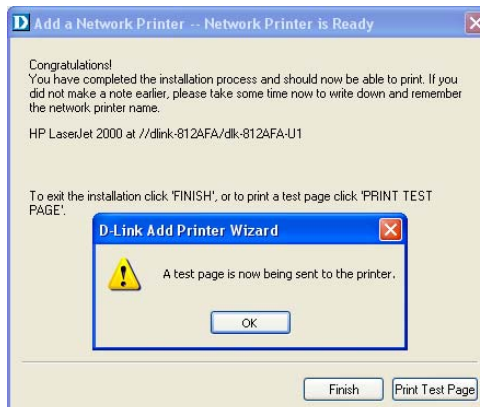 D Add a Network Printer -- Network Printer is Ready
Congratulations!
You have completed the installation process and should now be able to print. If you
did not make a note earlier, please take some time now to write down and remember
the network printer name.
HP LaserJet 2000 at //dlink-812AFA/dlk-812AFA-U1
To exit the installation click 'FINISH', or to print a test page click 'PRINT TEST
PAGE'.
D-Link Add Printer Wizard
A test page is now being sent to the printer.
OK
Finish
Print Test Page